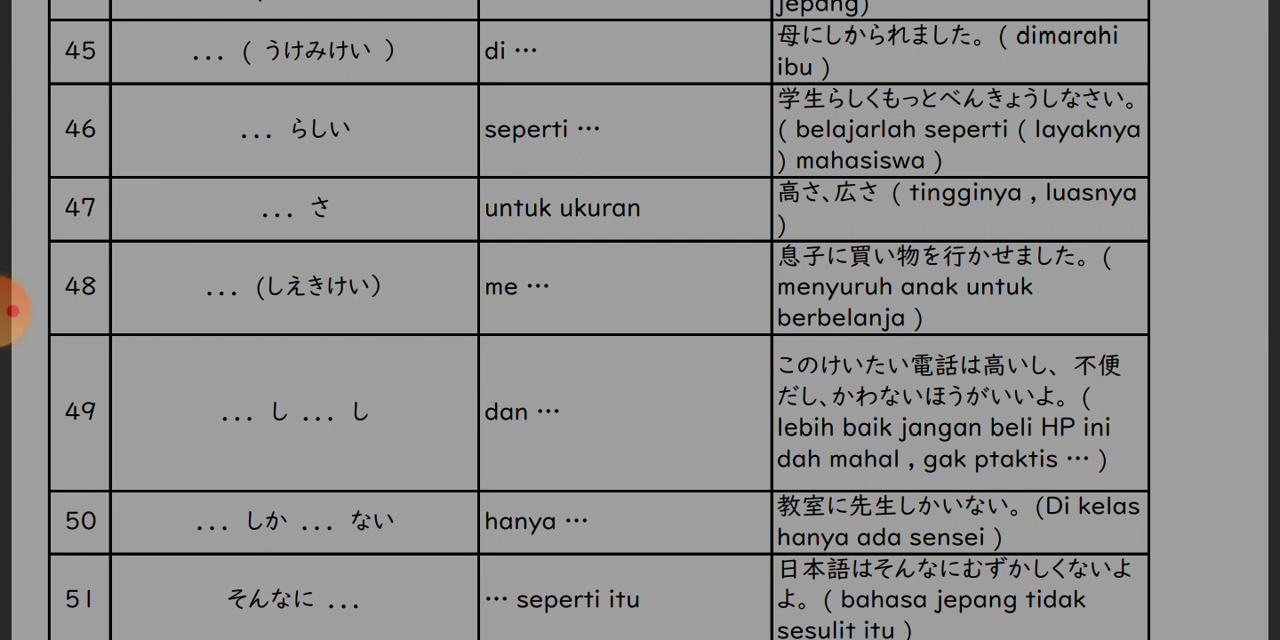 jepang)
45 ... ( うけみけい ) di … 母にしかられました。( dimarahi
ibu )
46 ... らしい seperti … 学生らしくもっとべんきょうしなさい。
( belajarlah seperti ( layaknya
) mahasiswa )
47 ... さ untuk ukuran 高さ、広さ ( tingginya , luasnya
)
48 ... (しえきけい) me … 息子に買い物を行かせました。(
menyuruh anak untuk
berbelanja )
49 ... し ... し dan … このけいたい電話は高いし、 不便
だし、かわないほうがいいよ。(
lebih baik jangan beli HP ini
dah mahal , gak ptaktis … )
50 ... しか ... ない hanya … 教室に先生しかいない。(Di kelas
hanya ada sensei )
51 そんなに ... … seperti itu 日本語はそんなにむずかしくないよ
よ。( bahasa jepang tidak
sesulit itu )